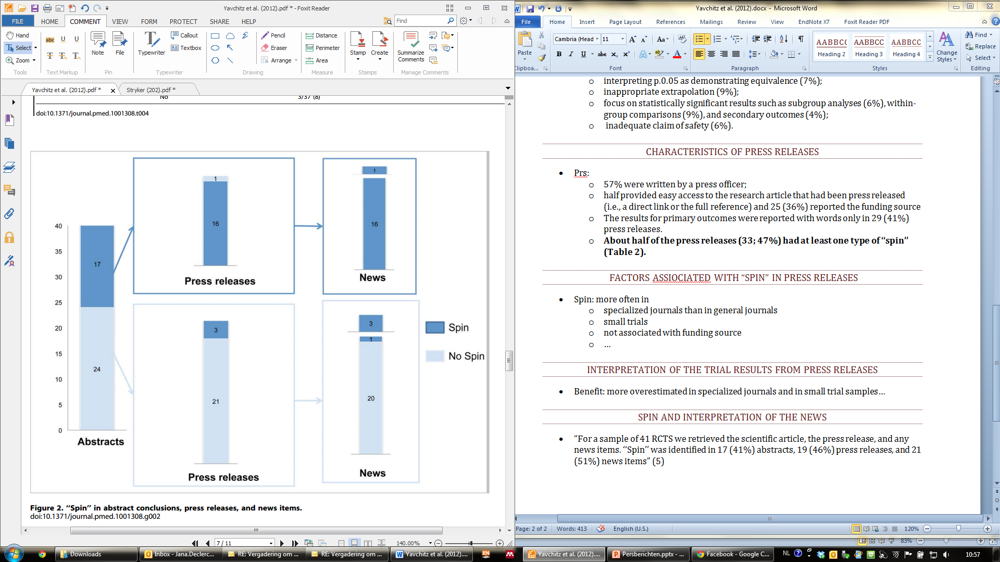 Yavchitz et al. (2012).pdf * - Foxit Reader
FILE HOME COMMENT VIEW FORM PROTECT SHARE HELP
Find
Hand
Select
Zoom
Tools
abc U U
T T T
Text Markup
Note
File
Pin
Typewriter
Callout
Textbox
Typewriter
Pencil
Eraser
Arrange
Drawing
Distance
Perimeter
Area
Measure
Stamp
Create
Stamps
Summarize
Comments
Manage Comments
Yavchitz et al. (2012).pdf *
Stryker (202).pdf *
No 3/37 (8)
doi:10.1371/journal.pmed.1001308.t004
40
35
30
25
20
15
10
5
0
17
24
Abstracts
1
16
Press releases
1
16
News
3
21
Press releases
3
1
20
News
Spin
No Spin
Figure 2. “Spin” in abstract conclusions, press releases, and news items.
doi:10.1371/journal.pmed.1001308.g002
7 / 11
140.00%
Yavchitz et al. (2012).docx - Microsoft Word
File Home Insert Page Layout References Mailings Review View EndNote X7 Foxit Reader PDF
Paste
Clipboa...
Cambria (Head 11
Aa
B I U abc x₂ x²
Font
Paragraph
AABBCC AABBCC AABBCC
Heading 2 Heading 3 Heading 4
Change
Styles
Styles
Find
Replace
Select
Editing
o interpreting p.0.05 as demonstrating equivalence (7%);
o inappropriate extrapolation (9%);
o focus on statistically significant results such as subgroup analyses (6%), within-
group comparisons (9%), and secondary outcomes (4%);
o inadequate claim of safety (6%).
CHARACTERISTICS OF PRESS RELEASES
• Prs:
o 57% were written by a press officer;
o half provided easy access to the research article that had been press released
(i.e., a direct link or the full reference) and 25 (36%) reported the funding source
o The results for primary outcomes were reported with words only in 29 (41%)
press releases.
o About half of the press releases (33; 47%) had at least one type of “spin”
(Table 2).
FACTORS ASSIOCIATED WITH “SPIN” IN PRESS RELEASES
• Spin: more often in
o specialized journals than in general journals
o small trials
o not associated with funding source
o ...
INTERPRETATION OF THE TRIAL RESULTS FROM PRESS RELEASES
• Benefit: more overestimated in specialized journals and in small trial samples...
SPIN AND INTERPRETATION OF THE NEWS
• “For a sample of 41 RCTS we retrieved the scientific article, the press release, and any
news items. “Spin” was identified in 17 (41%) abstracts, 19 (46%) press releases, and 21
(51%) news items” (5)
Page: 2 of 2 Words: 413 English (U.S.) 120%
83%
Downloads
Inbox - Jana.Declerc...
RE: Vergadering om ...
RE: Vergadering om ...
Yavchitz et al. (2012)....
EN
Yavchitz et al. (2012)....
Persberichten.pptx - ...
Facebook - Google C...
NL
10:57